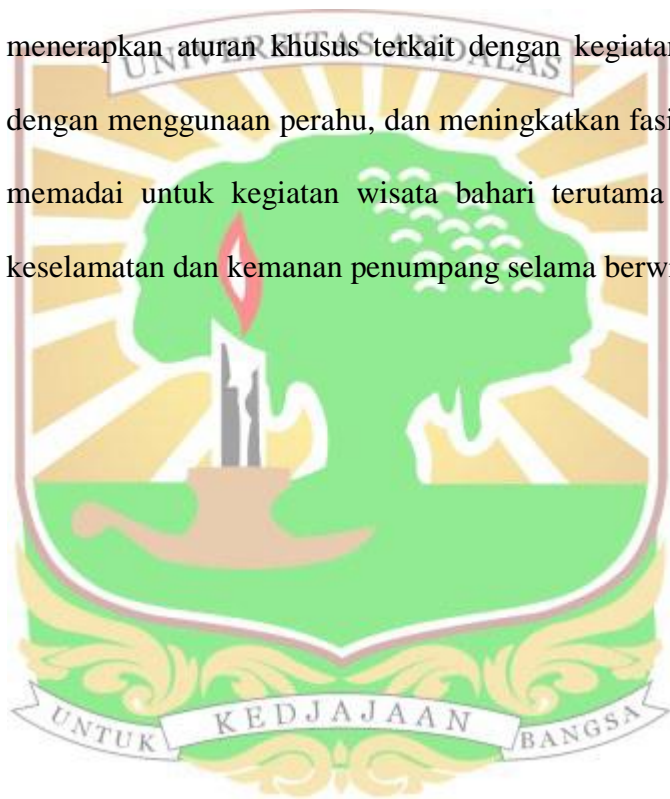 menerapkan aturan khusus terkait dengan kegiatan
UNIVERSITAS ANDALAS
dengan menggunaan perahu, dan meningkatkan fasi
memadai untuk kegiatan wisata bahari terutama
keselamatan dan kemanan penumpang selama berwi
UNTUK KEDJAJAAN BANGSA